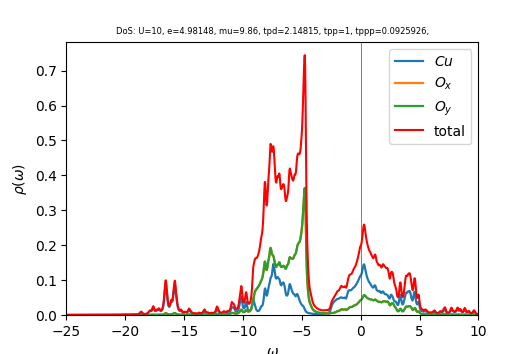 DoS: U=10, e=4.98148, mu=9.86, tpd=2.14815, tpp=1, tppp=0.0925926,
ρ(ω)
0.7
0.6
0.5
0.4
0.3
0.2
0.1
0.0
Cu
Oₓ
O_y
total
−25 −20 −15 −10 −5 0 5 10
ω